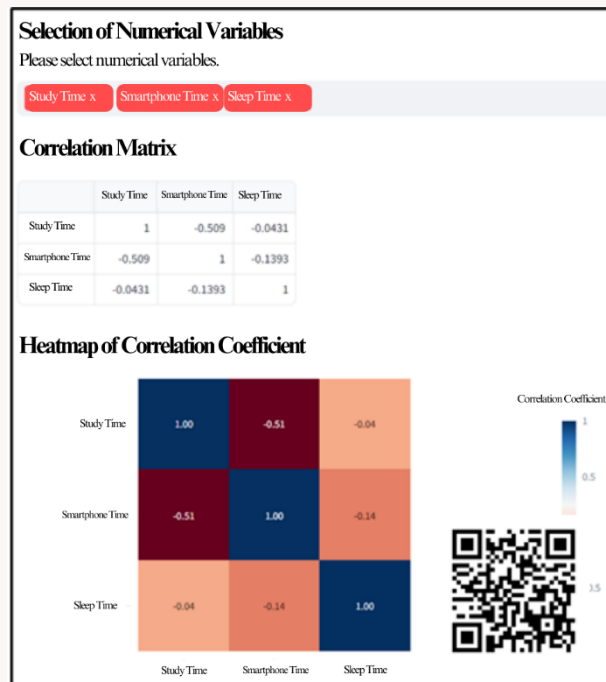 Selection of Numerical Variables
Please select numerical variables.
Study Time x Smartphone Time x Sleep Time x
Correlation Matrix
Study Time Smartphone Time Sleep Time
Study Time 1 -0.509 -0.0431
Smartphone Time -0.509 1 -0.1393
Sleep Time -0.0431 -0.1393 1
Heatmap of Correlation Coefficient
Correlation Coefficient
1
Study Time 1.00 -0.51 -0.04
0.5
Smartphone Time -0.51 1.00 -0.14
Sleep Time -0.04 -0.14 1.00
Study Time Smartphone Time Sleep Time